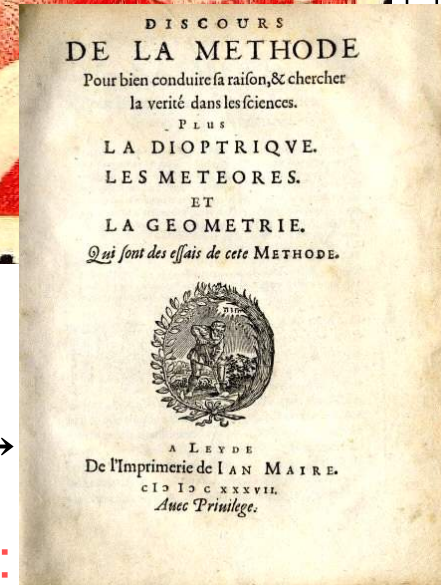 DISCOURS
DE LA METHODE
Pour bien conduire ſa raiſon,& chercher
la verité dans les ſciences.
PLUS
LA DIOPTRIQVE.
LES METEORES.
ET
LA GEOMETRIE.
Qui ſont des eſſais de cete METHODE.
A LEYDE
De l'Imprimerie de IAN MAIRE.
cIↃ IↃ c xxxvii.
Auec Priuilege.